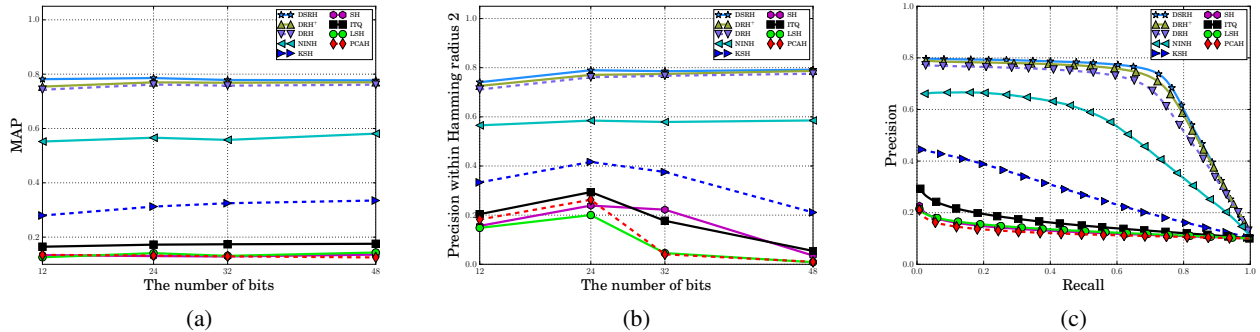 MAP
1.0
0.8
0.6
0.4
0.2
12
24
32
48
The number of bits
DSRH
DRH⁺
DRH
NINH
KSH
SH
ITQ
LSH
PCAH
(a)
Precision within Hamming radius 2
1.0
0.8
0.6
0.4
0.2
0.0
12
24
32
48
The number of bits
DSRH
DRH⁺
DRH
NINH
KSH
SH
ITQ
LSH
PCAH
(b)
Precision
1.0
0.8
0.6
0.4
0.2
0.0
0.0
0.2
0.4
0.6
0.8
1.0
Recall
DSRH
DRH⁺
DRH
NINH
KSH
SH
ITQ
LSH
PCAH
(c)